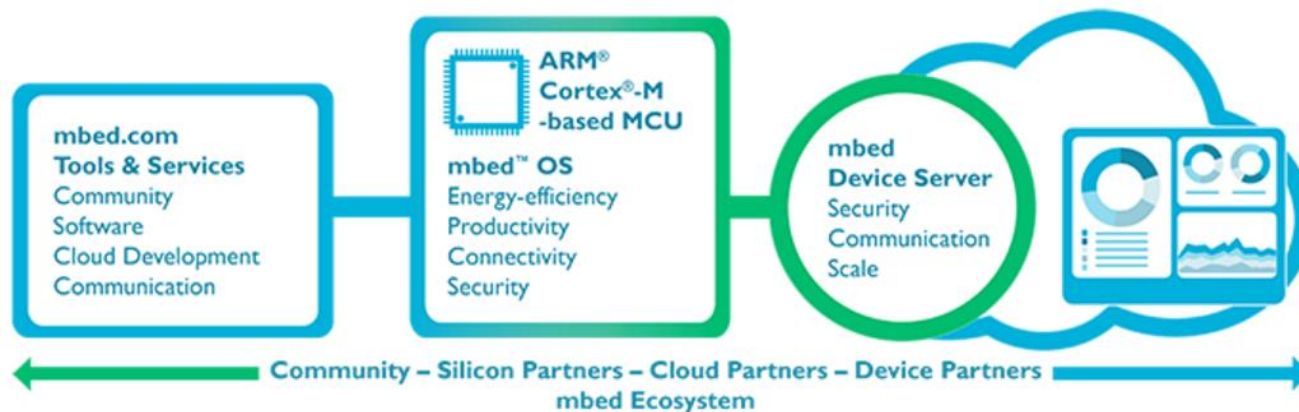 mbed.com
Tools & Services
Community
Software
Cloud Development
Communication
ARM®
Cortex®-M
-based MCU
mbed™ OS
Energy-efficiency
Productivity
Connectivity
Security
mbed
Device Server
Security
Communication
Scale
Community – Silicon Partners – Cloud Partners – Device Partners
mbed Ecosystem